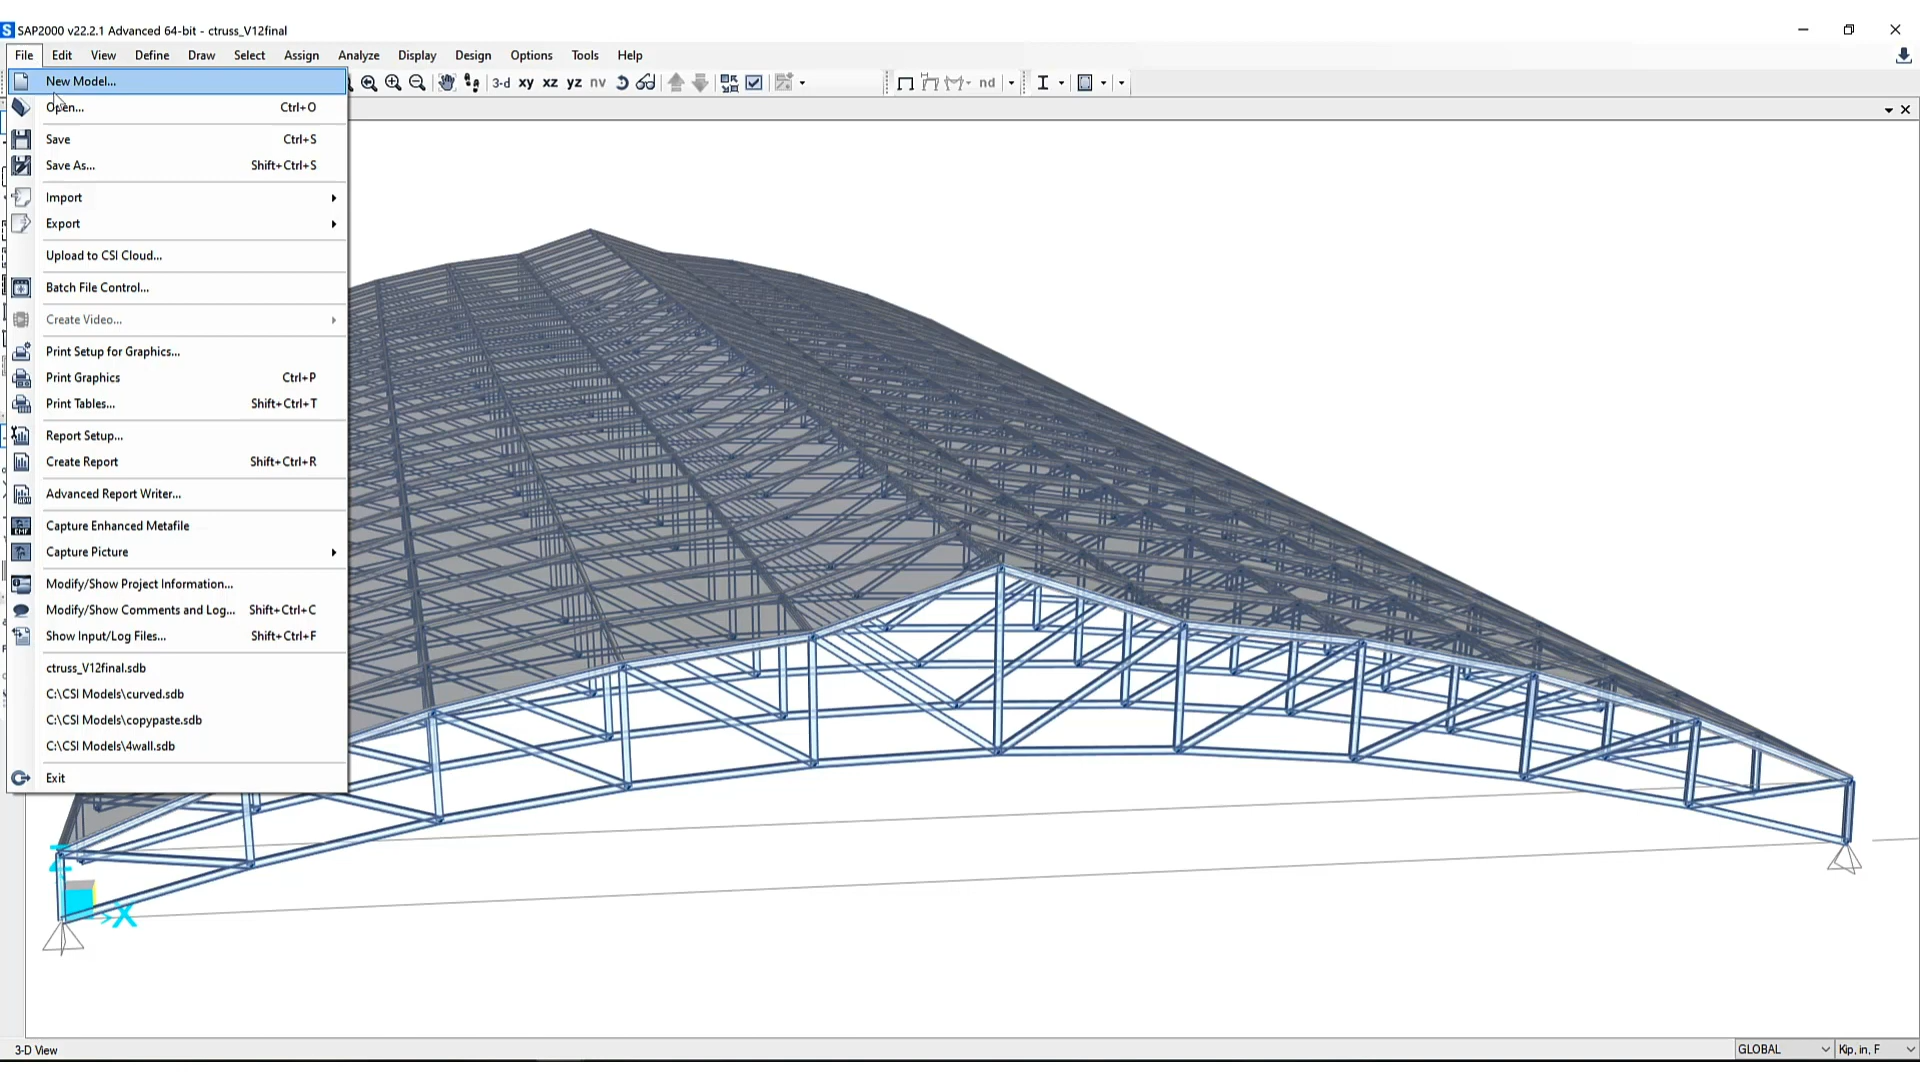 SAP2000 v22.2.1 Advanced 64-bit - ctruss_V12final
File Edit View Define Draw Select Assign Analyze Display Design Options Tools Help
3-d xy xz yz nv nd
New Model...
Open... Ctrl+O
Save Ctrl+S
Save As... Shift+Ctrl+S
Import
Export
Upload to CSI Cloud...
Batch File Control...
Create Video...
Print Setup for Graphics...
Print Graphics Ctrl+P
Print Tables... Shift+Ctrl+T
Report Setup...
Create Report Shift+Ctrl+R
Advanced Report Writer...
Capture Enhanced Metafile
Capture Picture
Modify/Show Project Information...
Modify/Show Comments and Log... Shift+Ctrl+C
Show Input/Log Files... Shift+Ctrl+F
ctruss_V12final.sdb
C:\CSI Models\curved.sdb
C:\CSI Models\copypaste.sdb
C:\CSI Models\4wall.sdb
Exit
Z
X
3-D View
GLOBAL
Kip, in, F